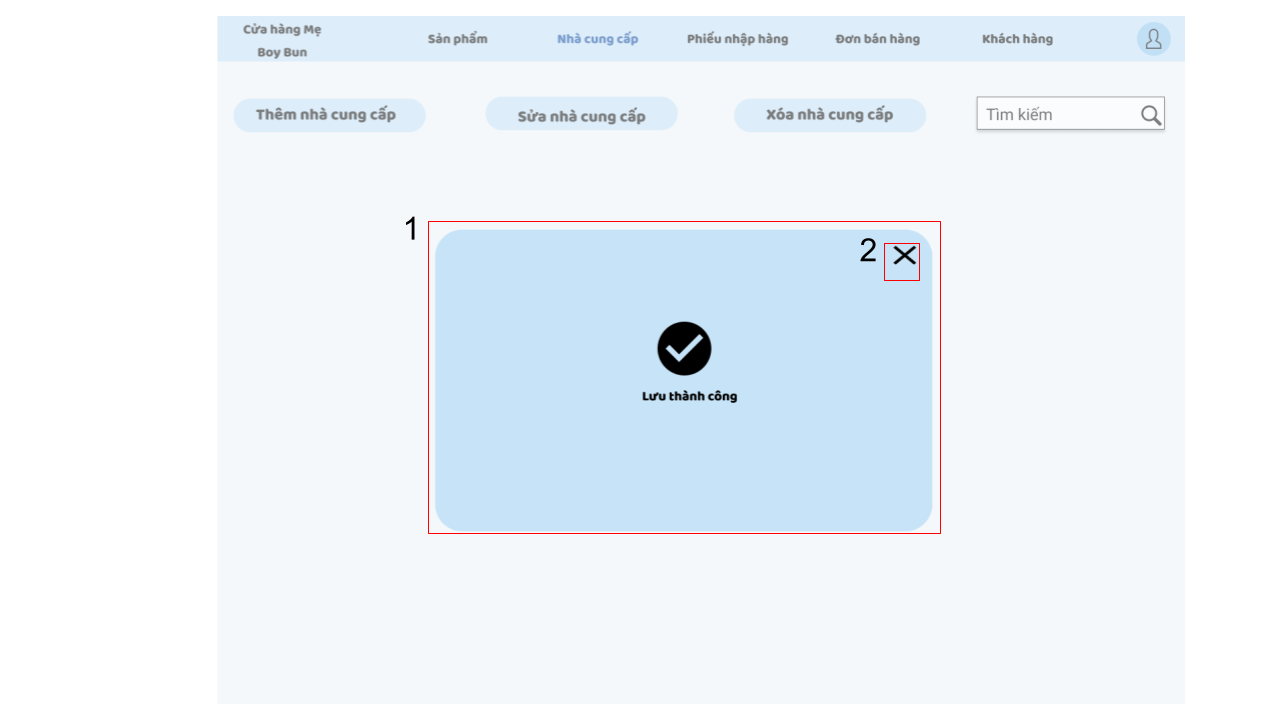 Cửa hàng Mẹ
Boy Bun
Sản phẩm
Nhà cung cấp
Phiếu nhập hàng
Đơn bán hàng
Khách hàng
Thêm nhà cung cấp
Sửa nhà cung cấp
Xóa nhà cung cấp
Tìm kiếm
1
2
Lưu thành công